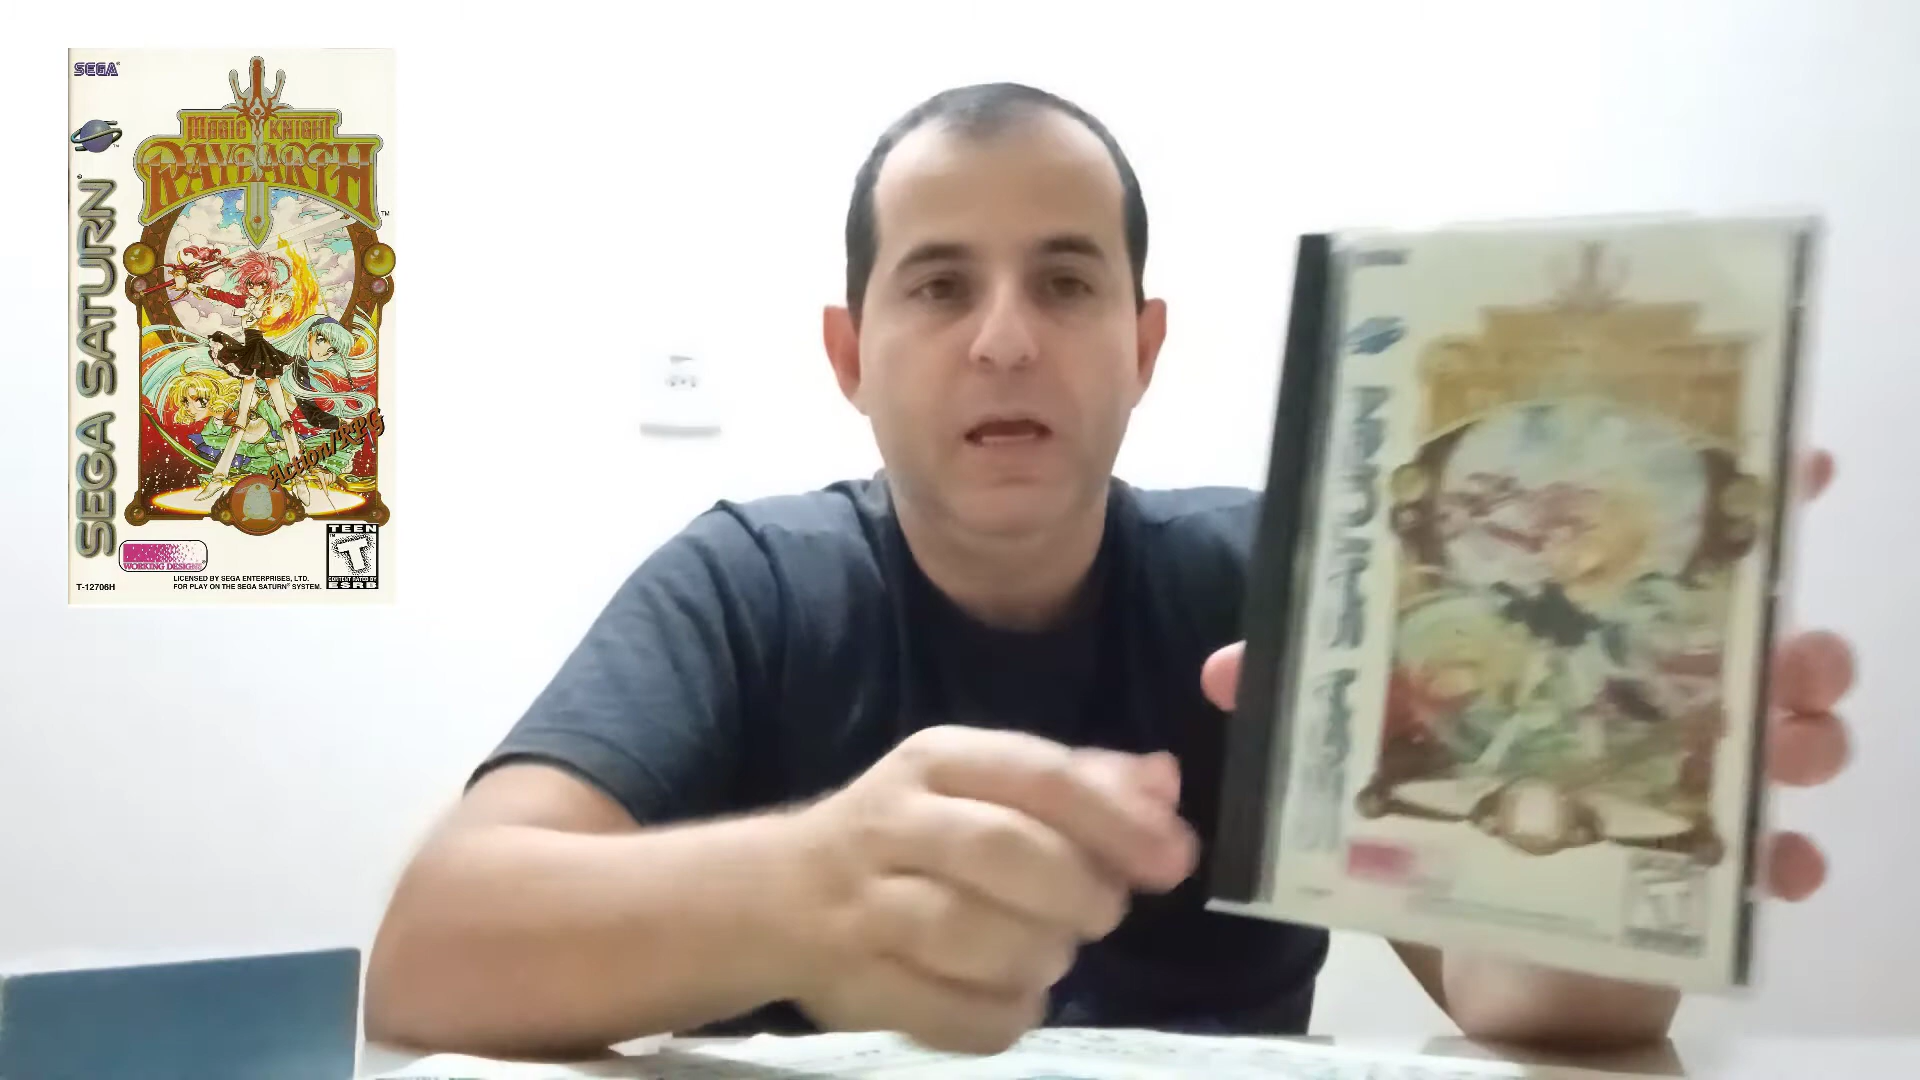 SEGA
MAGIC KNIGHT
RAYEARTH
TM
SEGA SATURN
Action/RPG
WORKING DESIGNS
TEEN
T
CONTENT RATED BY
ESRB
T-12706H
LICENSED BY SEGA ENTERPRISES, LTD.
FOR PLAY ON THE SEGA SATURN® SYSTEM.